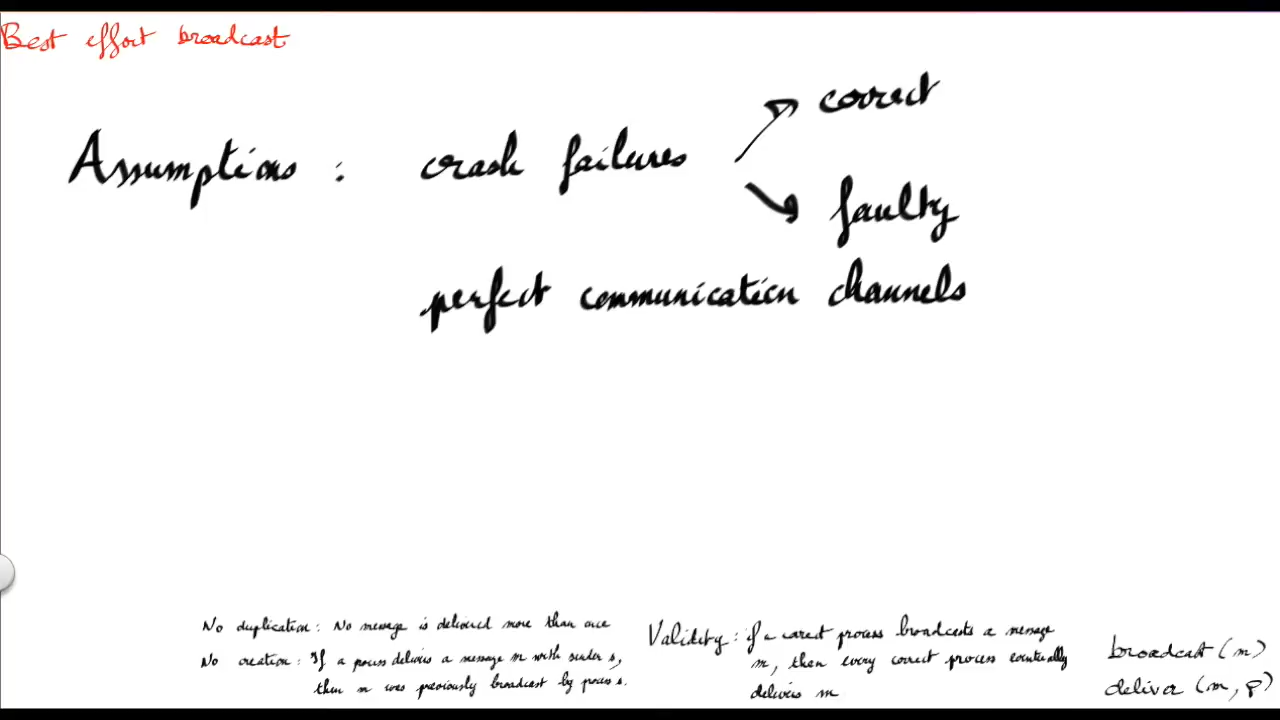 Best effort broadcast
correct
Assumptions : crash failures
faulty
perfect communication channels
No duplication : No message is delivered more than once
No creation : If a process delivers a message m with sender s,
then m was previously broadcast by process s.
Validity : if a correct process broadcasts a message
m, then every correct process eventually
delivers m
broadcast (m)
deliver (m, p)